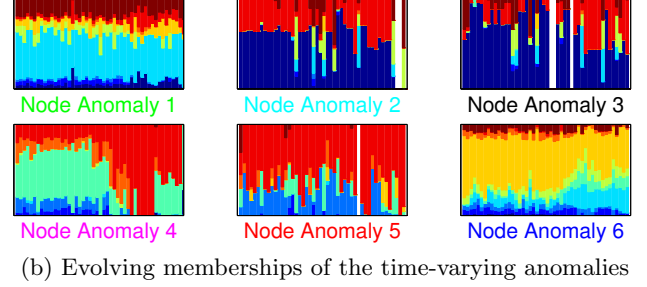 Node Anomaly 1 Node Anomaly 2 Node Anomaly 3
Node Anomaly 4 Node Anomaly 5 Node Anomaly 6
(b) Evolving memberships of the time-varying anomalies